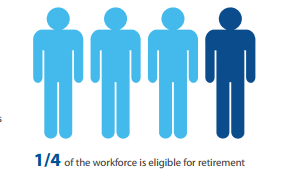 s
1/4 of the workforce is eligible for retirement